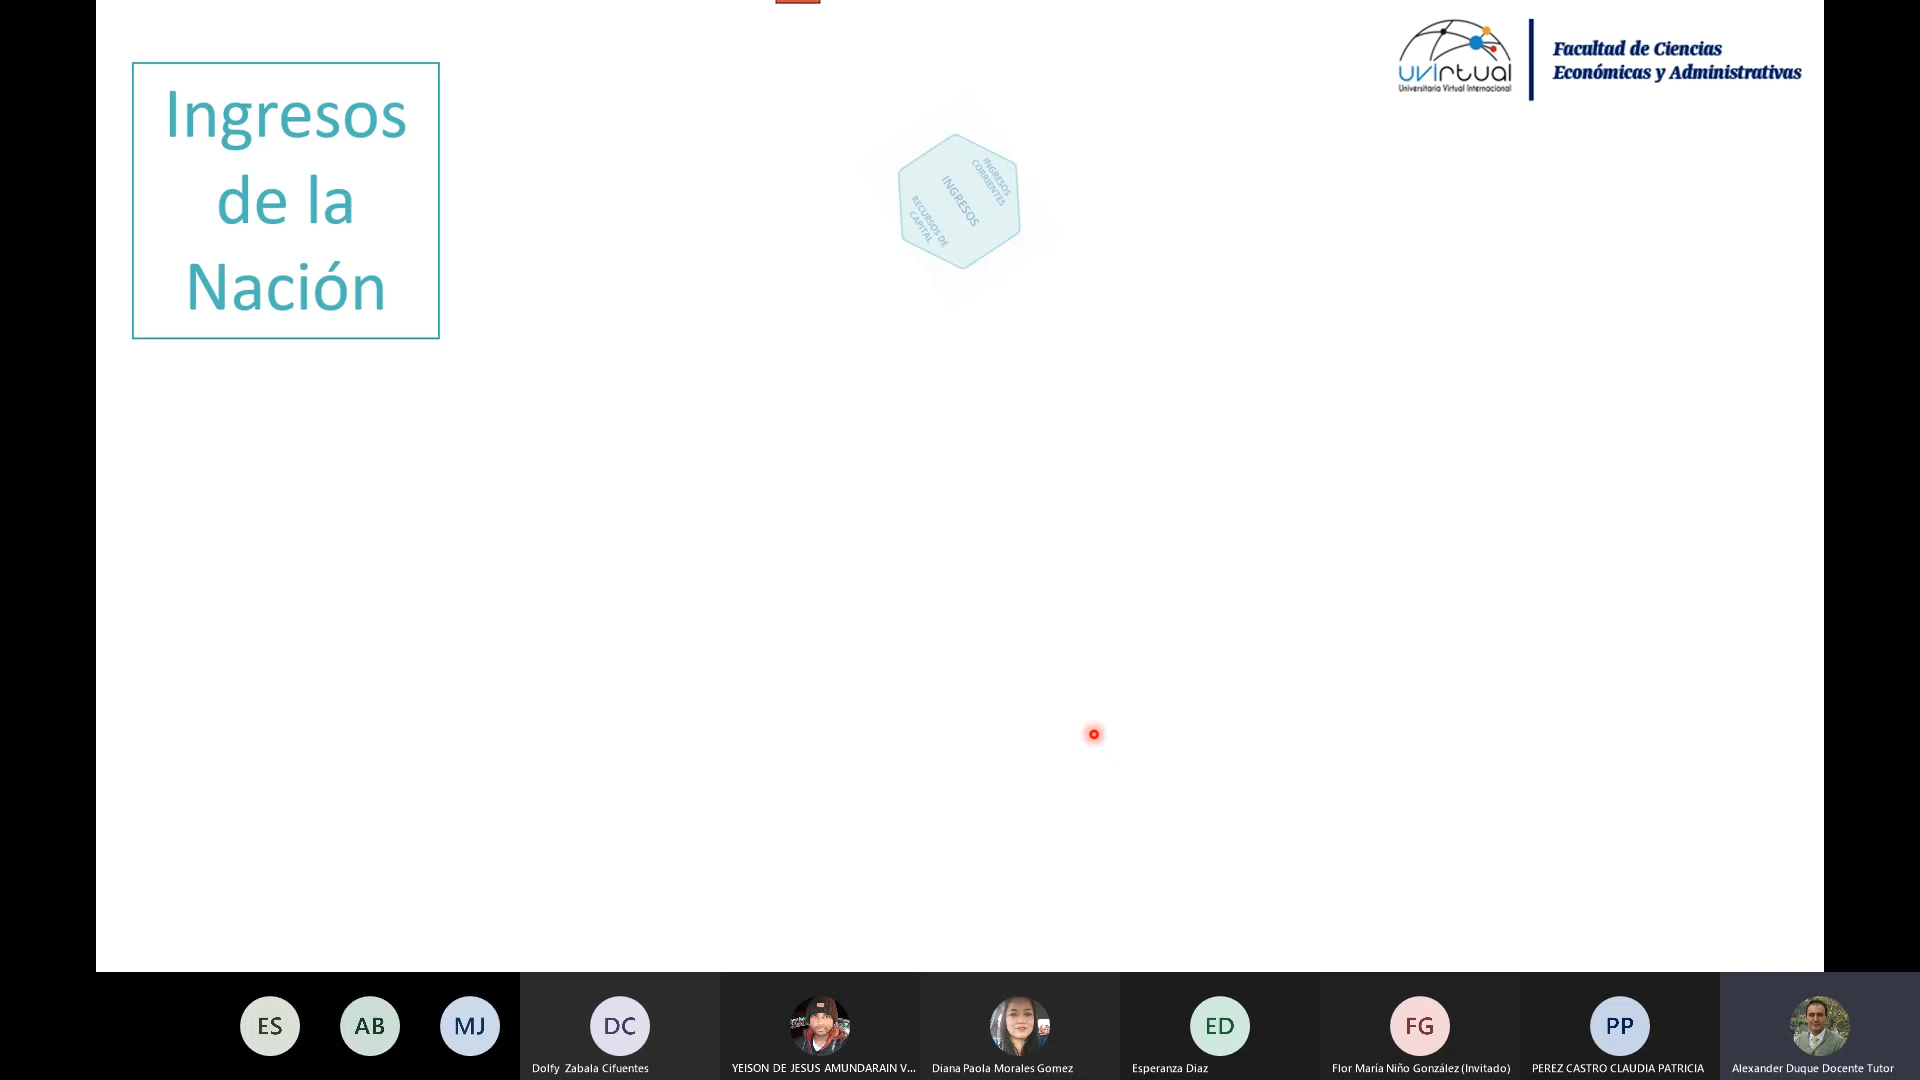 Ingresos
de la
Nación
INGRESOS
CORRIENTES
INGRESOS
RECURSOS DE
CAPITAL
uvirtual
Universitaria Virtual Internacional
Facultad de Ciencias
Económicas y Administrativas
ES
AB
MJ
DC
Dolfy Zabala Cifuentes
YEISON DE JESUS AMUNDARAIN V...
Diana Paola Morales Gomez
ED
Esperanza Diaz
FG
Flor María Niño González (Invitado)
PP
PEREZ CASTRO CLAUDIA PATRICIA
Alexander Duque Docente Tutor